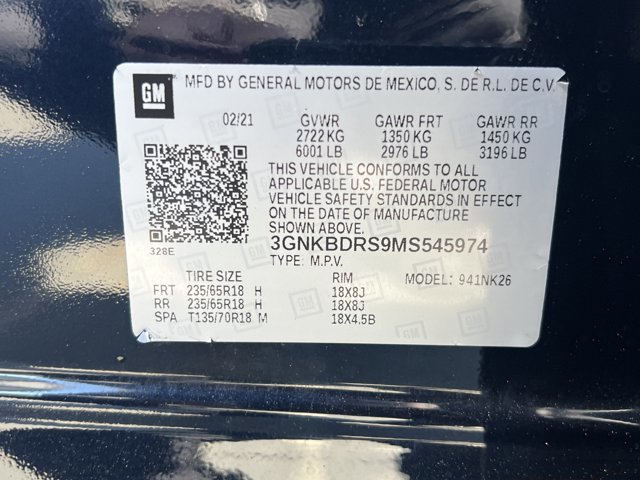 GM MFD BY GENERAL MOTORS DE MEXICO, S. DE R.L. DE C.V.
02/21 GVWR GAWR FRT GAWR RR
2722 KG 1350 KG 1450 KG
6001 LB 2976 LB 3196 LB
THIS VEHICLE CONFORMS TO ALL
APPLICABLE U.S. FEDERAL MOTOR
VEHICLE SAFETY STANDARDS IN EFFECT
ON THE DATE OF MANUFACTURE
SHOWN ABOVE.
3GNKBDRS9MS545974
328E TYPE: M.P.V. MODEL: 941NK26
TIRE SIZE RIM
FRT 235/65R18 H 18X8J
RR 235/65R18 H 18X8J
SPA T135/70R18 M 18X4.5B